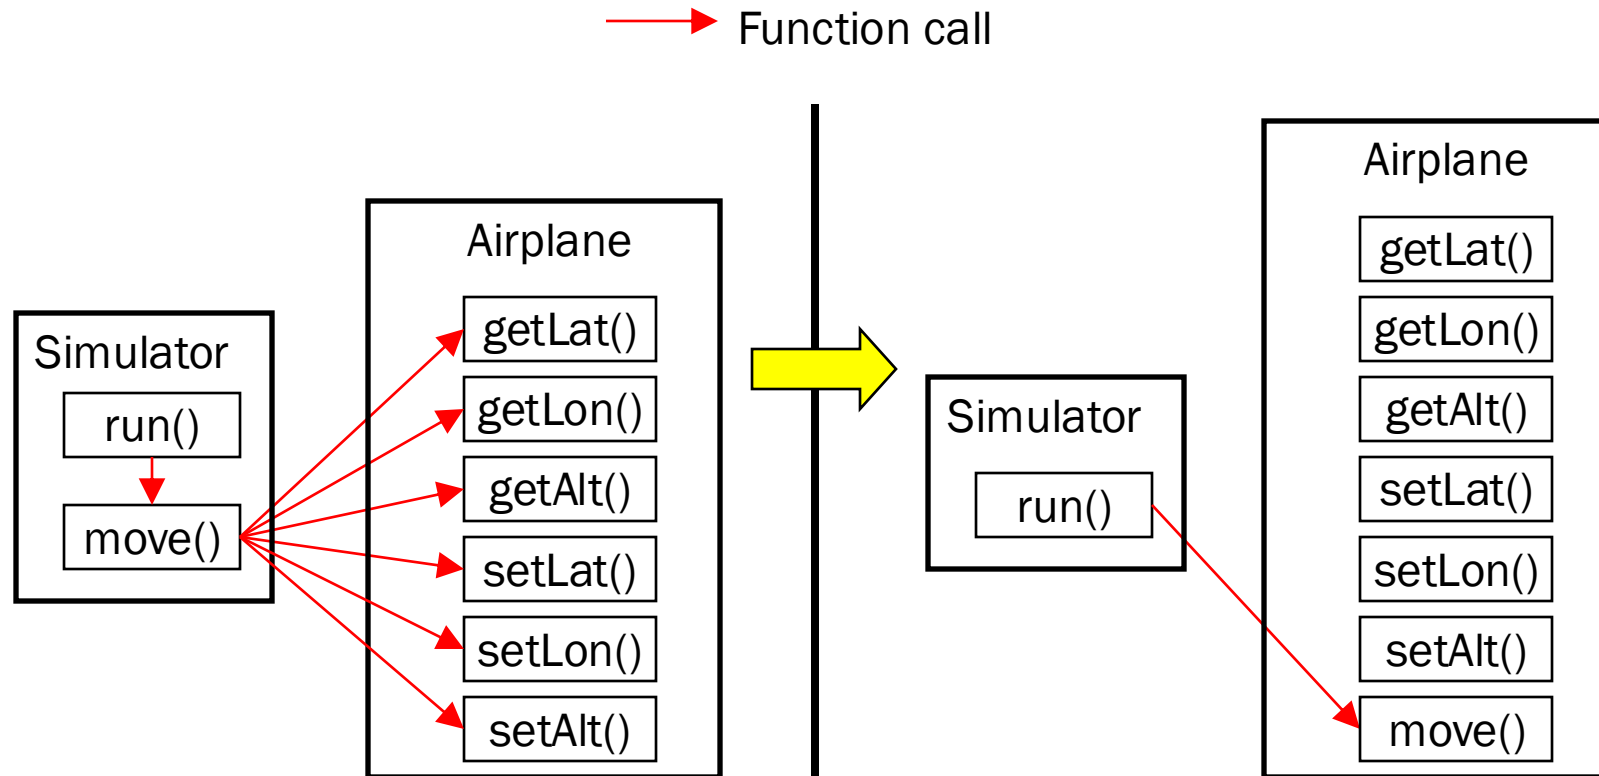 Function call
Simulator
run()
move()
Airplane
getLat()
getLon()
getAlt()
setLat()
setLon()
setAlt()
Simulator
run()
Airplane
getLat()
getLon()
getAlt()
setLat()
setLon()
setAlt()
move()